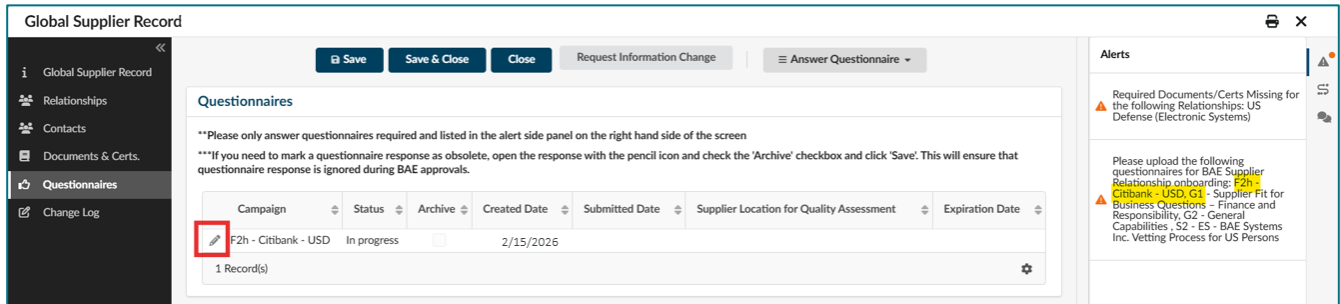 Global Supplier Record
Global Supplier Record
Relationships
Contacts
Documents & Certs.
Questionnaires
Change Log
Save
Save & Close
Close
Request Information Change
Answer Questionnaire
Questionnaires
**Please only answer questionnaires required and listed in the alert side panel on the right hand side of the screen
***If you need to mark a questionnaire response as obsolete, open the response with the pencil icon and check the 'Archive' checkbox and click 'Save'. This will ensure that
questionnaire response is ignored during BAE approvals.
Campaign Status Archive Created Date Submitted Date Supplier Location for Quality Assessment Expiration Date
F2h - Citibank - USD In progress 2/15/2026
1 Record(s)
Alerts
Required Documents/Certs Missing for
the following Relationships: US
Defense (Electronic Systems)
Please upload the following
questionnaires for BAE Supplier
Relationship onboarding: F2h -
Citibank - USD, G1 - Supplier Fit for
Business Questions – Finance and
Responsibility, G2 - General
Capabilities , S2 - ES - BAE Systems
Inc. Vetting Process for US Persons